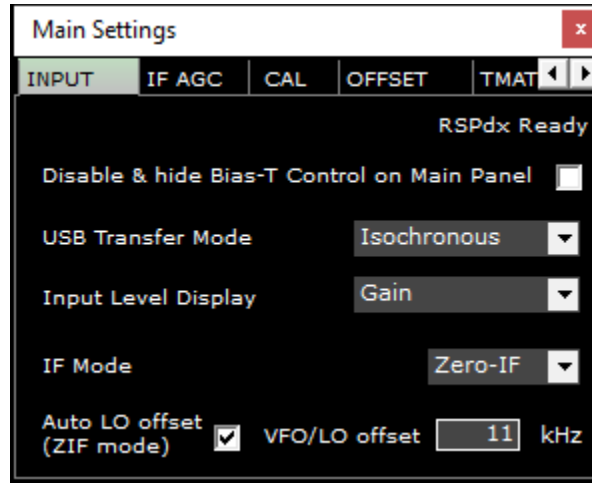 Main Settings x
INPUT IF AGC CAL OFFSET TMAT
RSPdx Ready
Disable & hide Bias-T Control on Main Panel
USB Transfer Mode Isochronous
Input Level Display Gain
IF Mode Zero-IF
Auto LO offset
(ZIF mode) VFO/LO offset 11 kHz